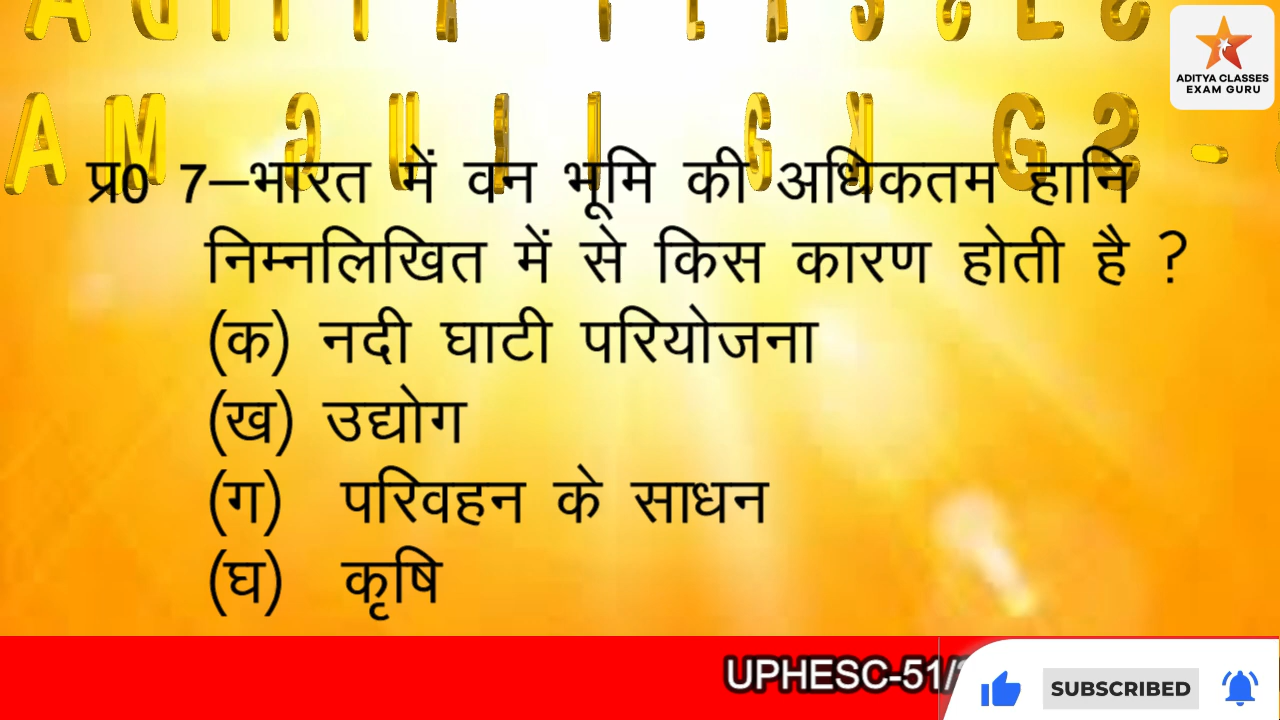 ADITYA CLASSES
EXAM GURU
प्र0 7–भारत में वन भूमि की अधिकतम हानि
निम्नलिखित में से किस कारण होती है ?
(क) नदी घाटी परियोजना
(ख) उद्योग
(ग) परिवहन के साधन
(घ) कृषि
UPHESC-51/
SUBSCRIBED